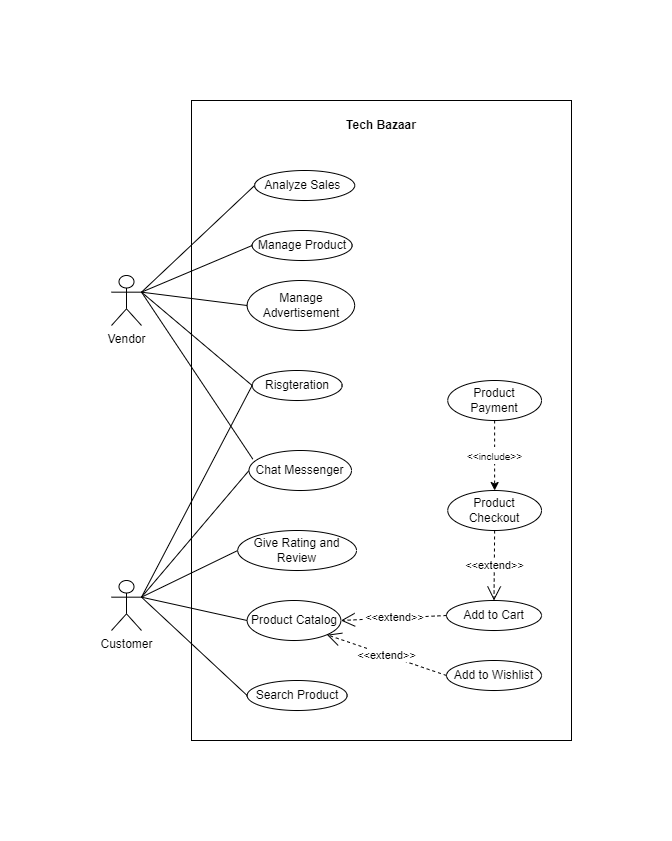 Tech Bazaar
Analyze Sales
Manage Product
Manage
Advertisement
Vendor
Risgteration
Product
Payment
<<include>>
Chat Messenger
Product
Checkout
Give Rating and
Review
<<extend>>
Customer
Product Catalog
<<extend>>
Add to Cart
<<extend>>
Add to Wishlist
Search Product